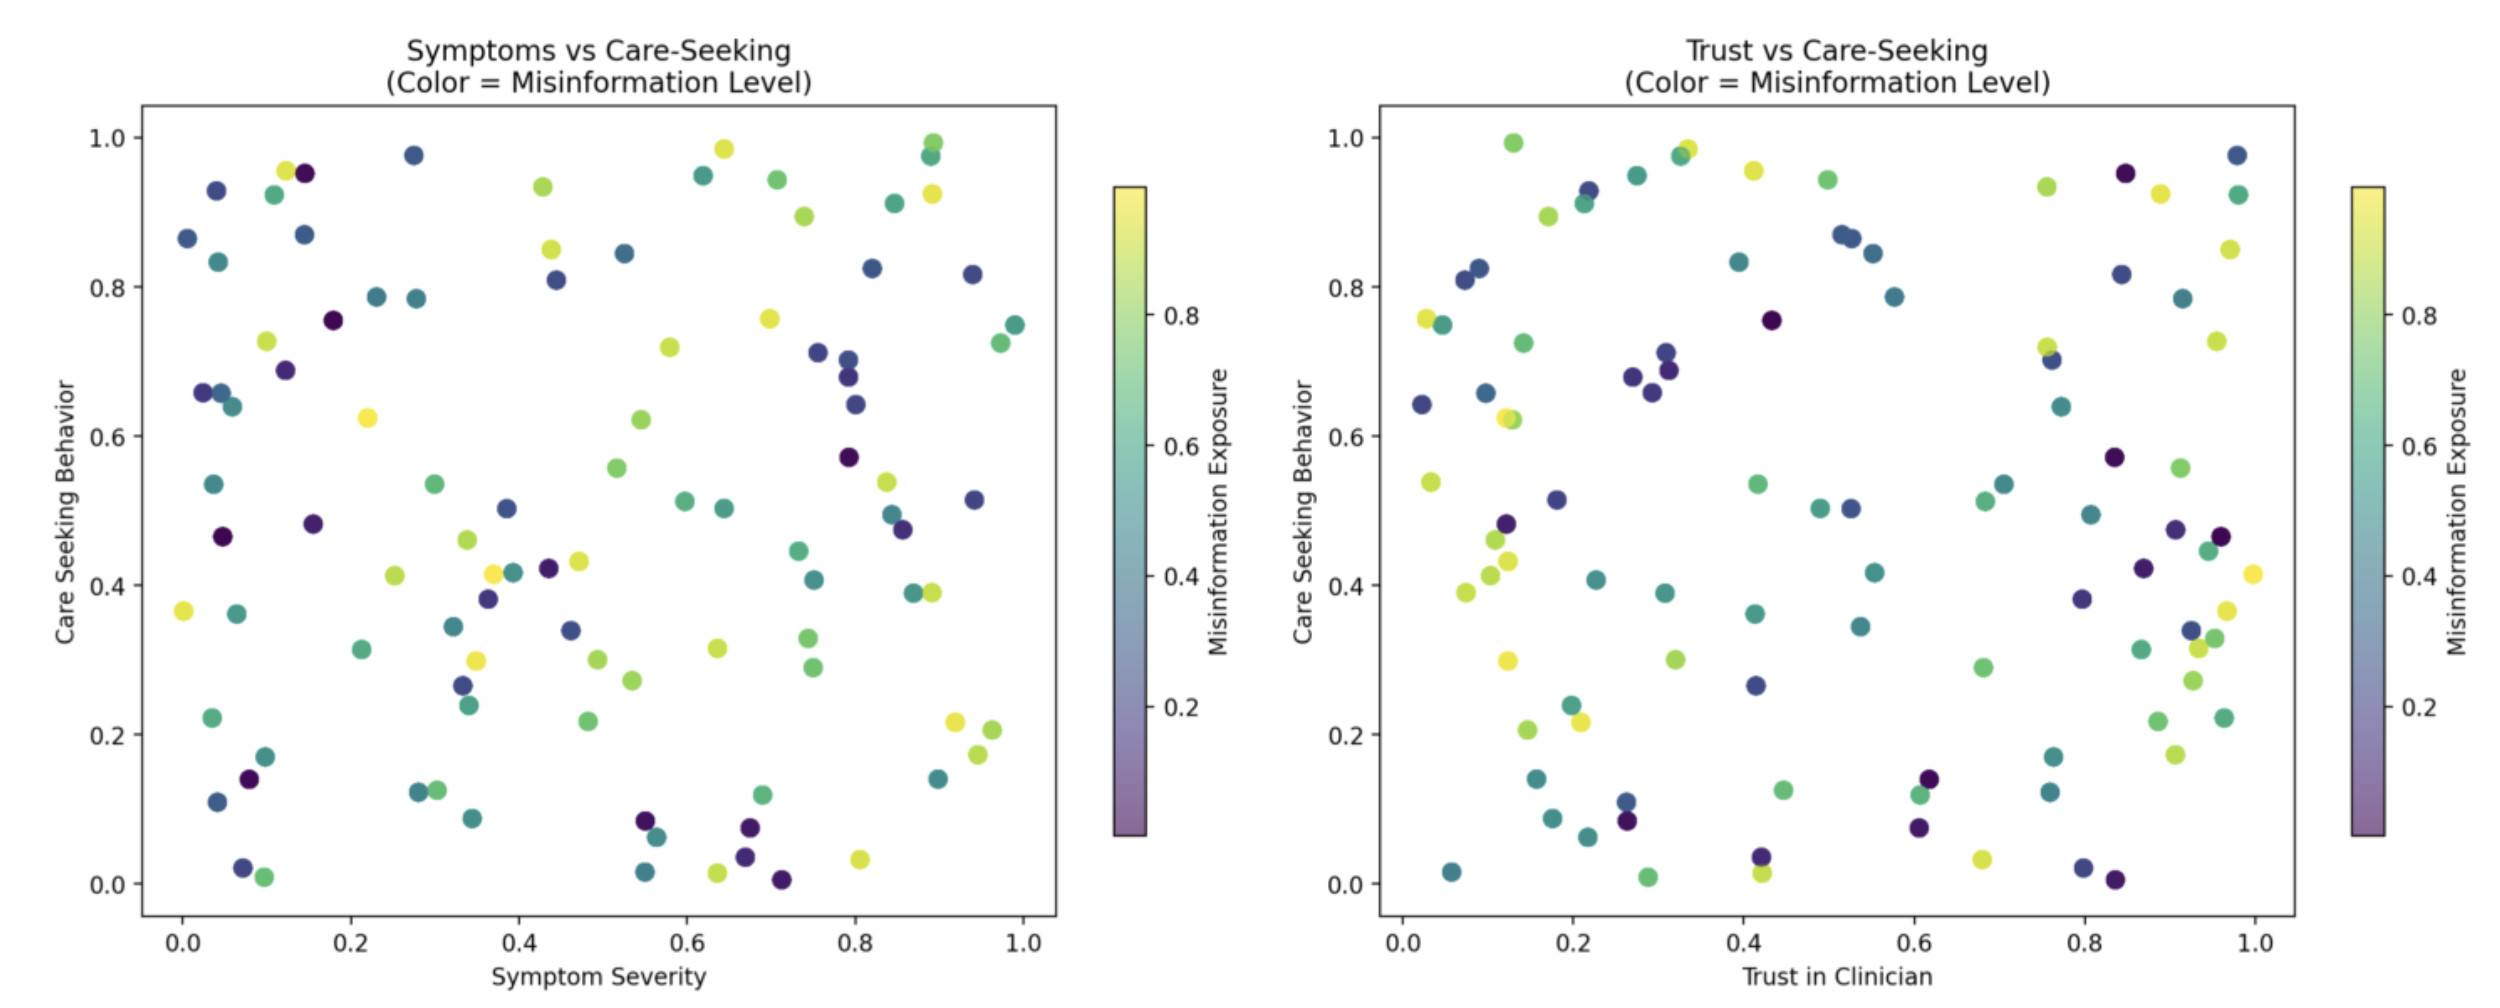 Symptoms vs Care-Seeking
(Color = Misinformation Level)
1.0
0.8
0.6
0.4
0.2
0.0
Care Seeking Behavior
0.0 0.2 0.4 0.6 0.8 1.0
Symptom Severity
0.8
0.6
0.4
0.2
Misinformation Exposure
Trust vs Care-Seeking
(Color = Misinformation Level)
1.0
0.8
0.6
0.4
0.2
0.0
Care Seeking Behavior
0.0 0.2 0.4 0.6 0.8 1.0
Trust in Clinician
0.8
0.6
0.4
0.2
Misinformation Exposure